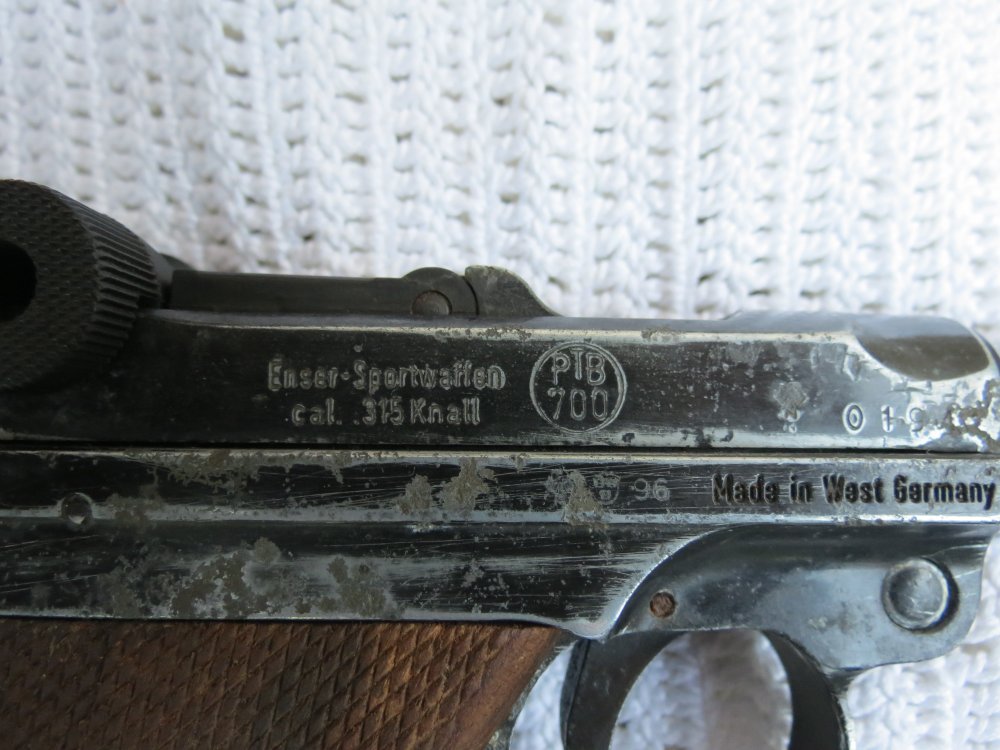 Enser-Sportwaffen
cal. .315 Knall
PTB
700
96
Made in West Germany